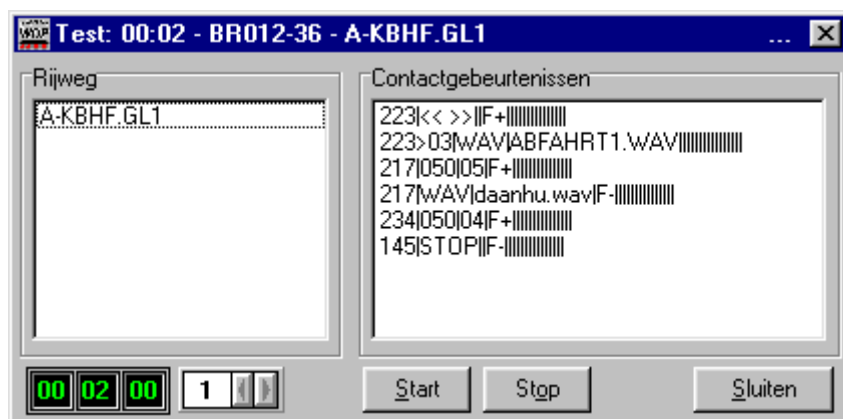 WDP Test: 00:02 - BR012-36 - A-KBHF.GL1 ...
Rijweg
A-KBHF.GL1
Contactgebeurtenissen
223|<< >>||F+|||||||||||||
223>03|WAV|ABFAHRT1.WAV||||||||||||||
217|050|05|F+|||||||||||||
217|WAV|daanhu.wav|F-|||||||||||||
234|050|04|F+|||||||||||||
145|STOP||F-|||||||||||||
00 02 00 1 Start Stop Sluiten